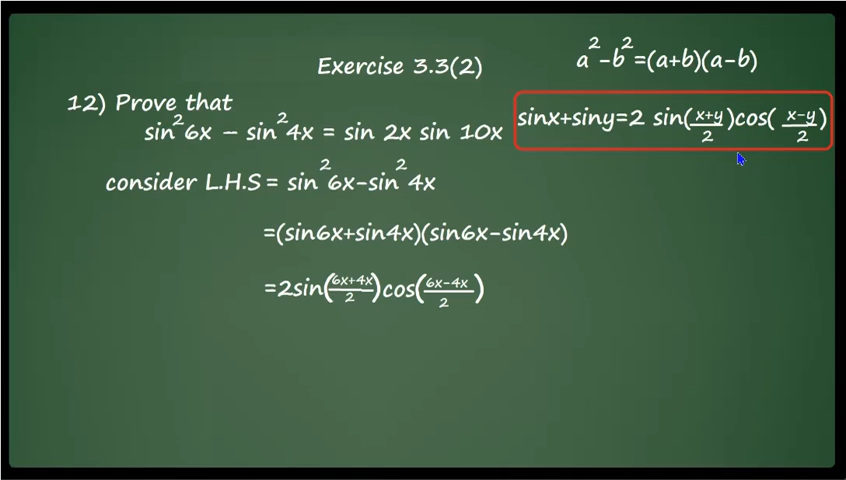 Exercise 3.3(2)
a²-b²=(a+b)(a-b)
12) Prove that
sin²6x – sin²4x = sin 2x sin 10x
sinx+siny=2 sin(x+y/2)cos( x-y/2)
consider L.H.S = sin²6x-sin²4x
=(sin6x+sin4x)(sin6x-sin4x)
=2sin(6x+4x/2)cos(6x-4x/2)